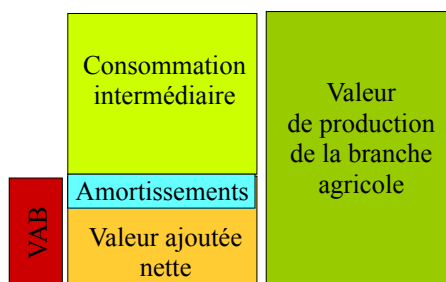 Consommation
intermédiaire
Valeur
de production
de la branche
agricole
Amortissements
VAB
Valeur ajoutée
nette